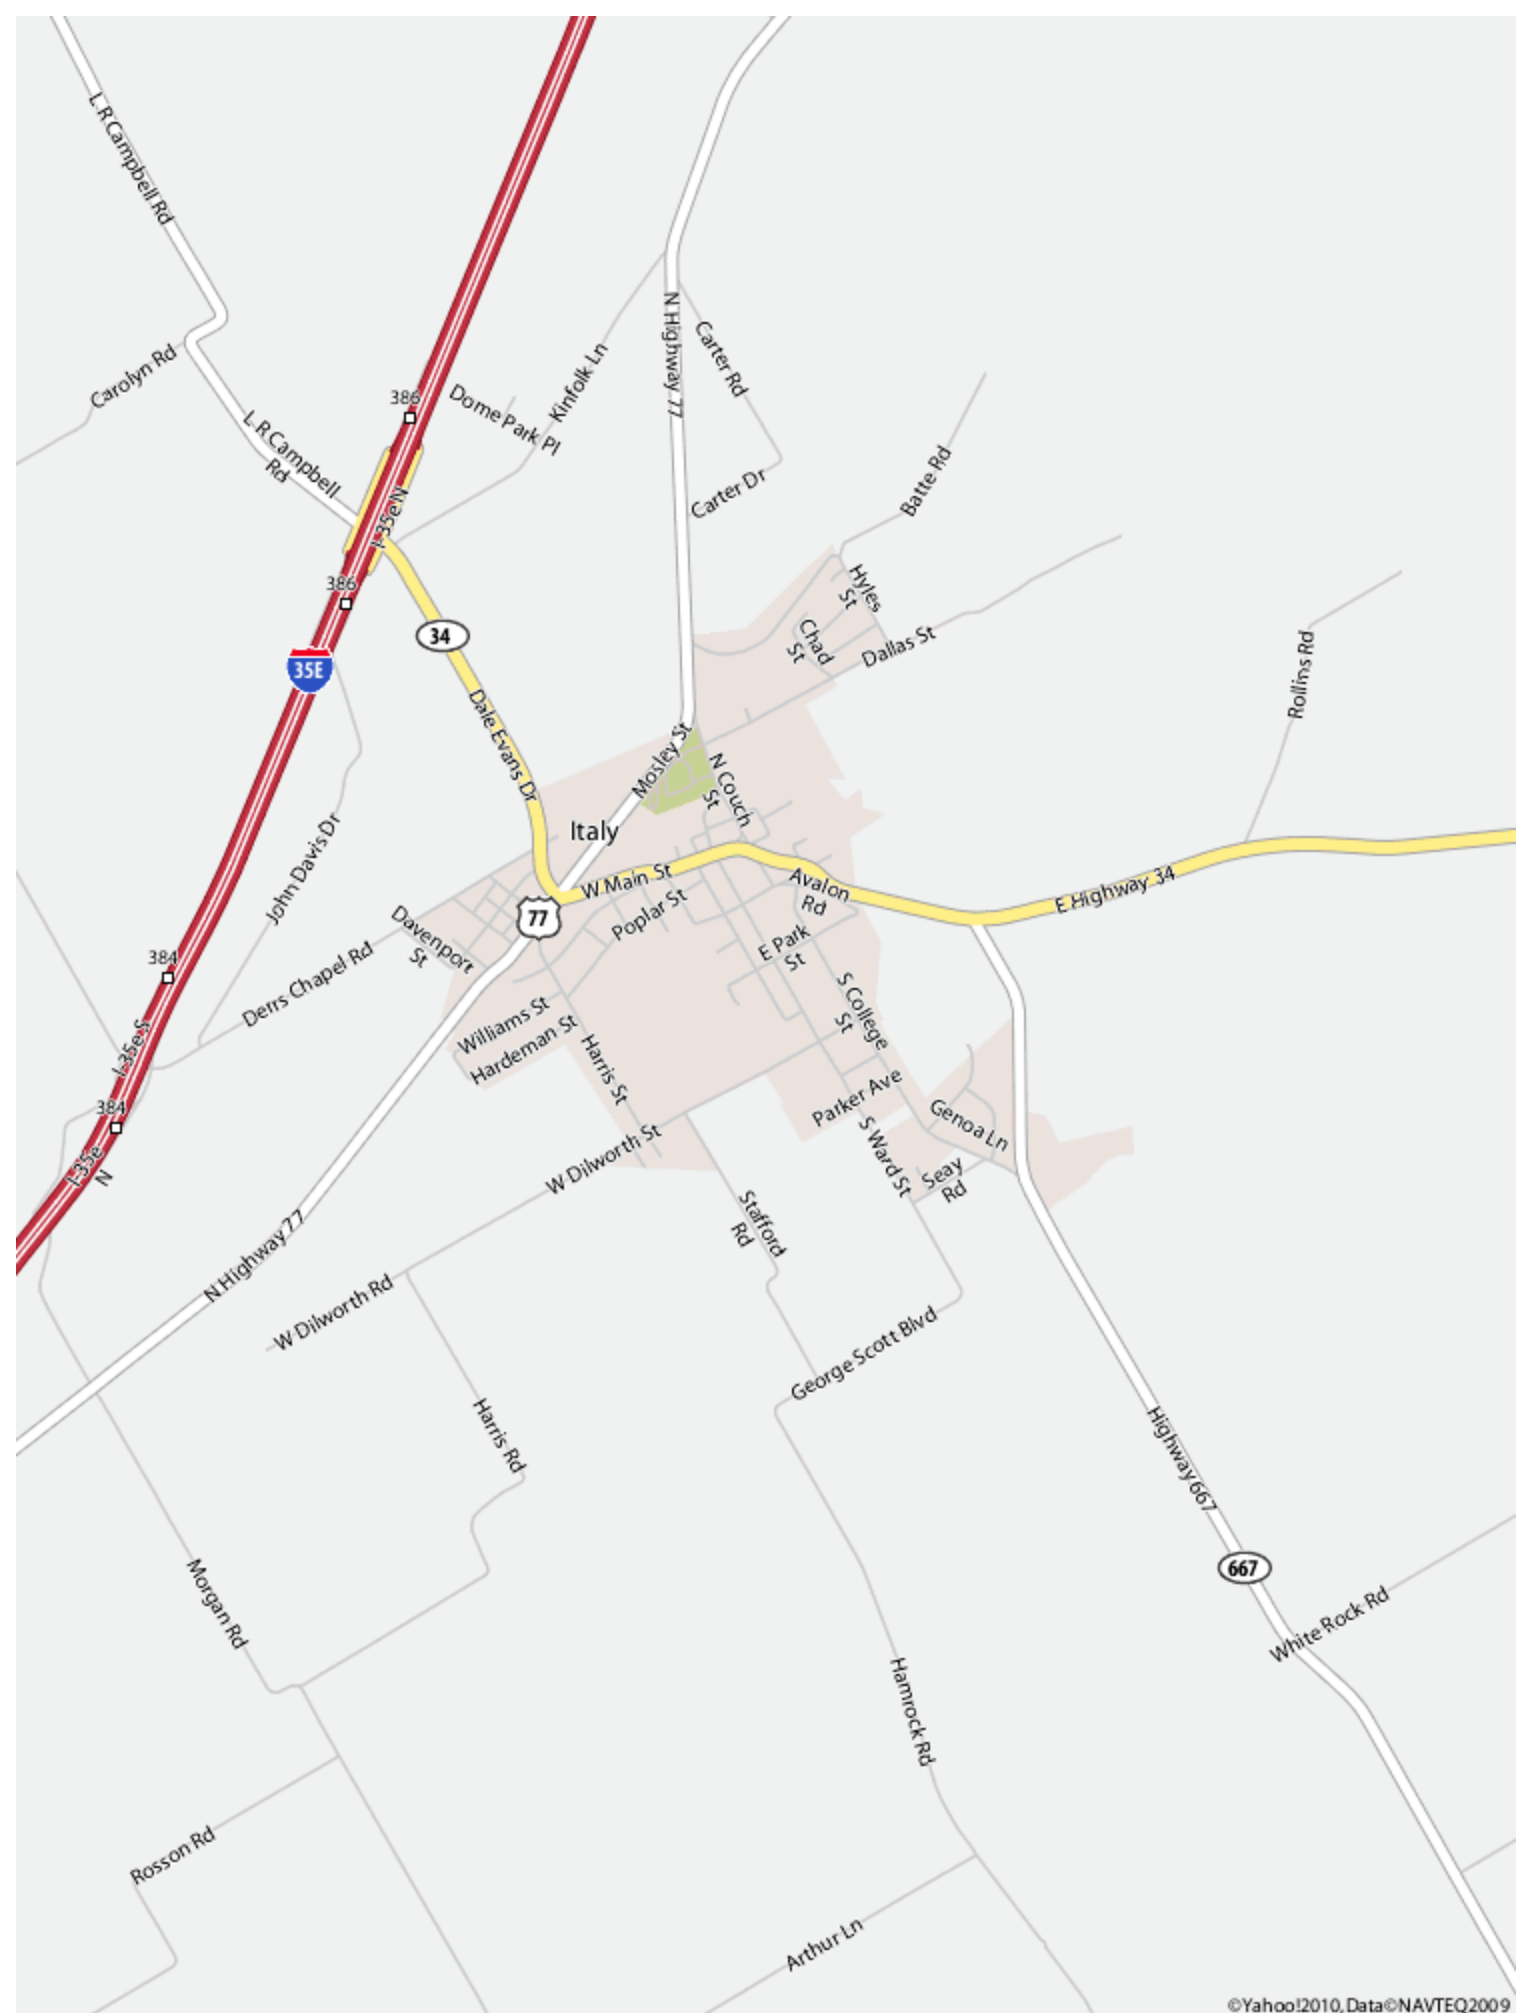 L R Campbell Rd
N Highway 77
Carter Rd
Kinfolk Ln
Carolyn Rd
386
Dome Park Pl
L R Campbell
Rd
Carter Dr
Batte Rd
I-35e N
386
Hyles
St
34
Chad
St
Dallas St
35E
Rollins Rd
Dale Evans Dr
Mosley St
N Couch
St
Italy
John Davis Dr
W Main St
Avalon
Rd
E Highway 34
77
Poplar St
Davenport
St
E Park
St
384
Derrs Chapel Rd
S College
St
Williams St
Hardeman St
I-35e S
Harris St
384
Parker Ave
Genoa Ln
W Dilworth St
S Ward St
Seay
Rd
I-35e
N
Stafford
Rd
N Highway 77
W Dilworth Rd
George Scott Blvd
Harris Rd
Highway 667
667
Morgan Rd
White Rock Rd
Hamrock Rd
Rosson Rd
Arthur Ln
©Yahoo!2010, Data©NAVTEQ2009